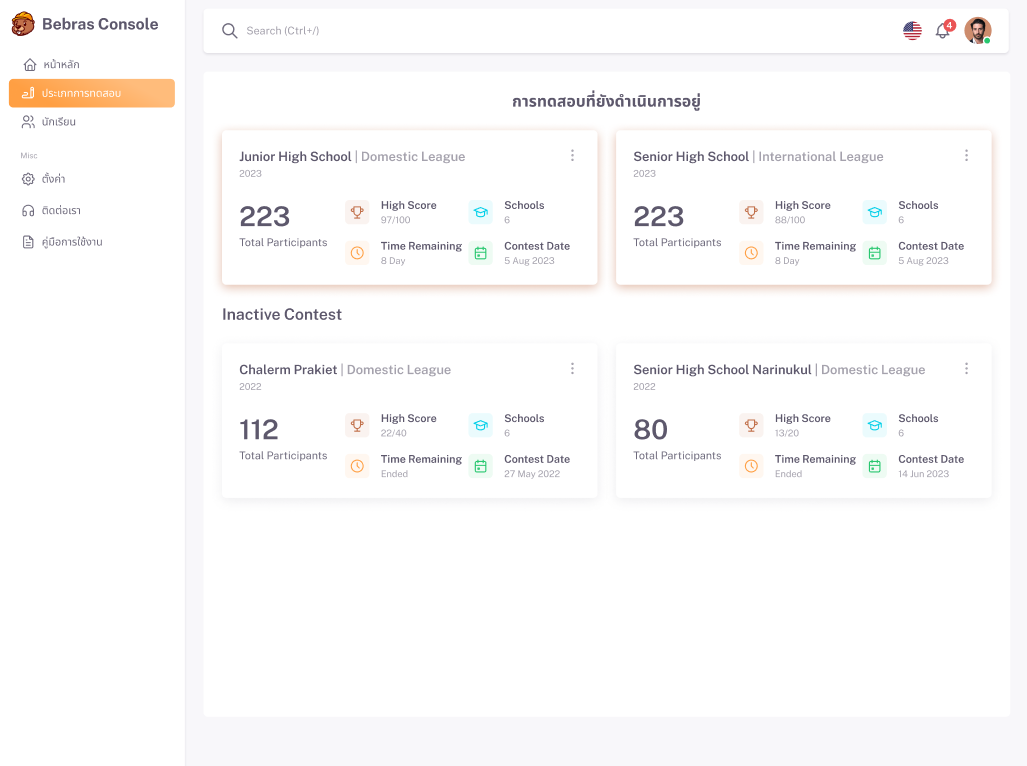 Bebras Console
หน้าหลัก
ประเภทการทดสอบ
นักเรียน
Misc
ตั้งค่า
ติดต่อเรา
คู่มือการใช้งาน
Search (Ctrl+/)
4
การทดสอบที่ยังดำเนินการอยู่
Junior High School | Domestic League
2023
223
Total Participants
High Score
97/100
Schools
6
Time Remaining
8 Day
Contest Date
5 Aug 2023
Senior High School | International League
2023
223
Total Participants
High Score
88/100
Schools
6
Time Remaining
8 Day
Contest Date
5 Aug 2023
Inactive Contest
Chalerm Prakiet | Domestic League
2022
112
Total Participants
High Score
22/40
Schools
6
Time Remaining
Ended
Contest Date
27 May 2022
Senior High School Narinukul | Domestic League
2022
80
Total Participants
High Score
13/20
Schools
6
Time Remaining
Ended
Contest Date
14 Jun 2023